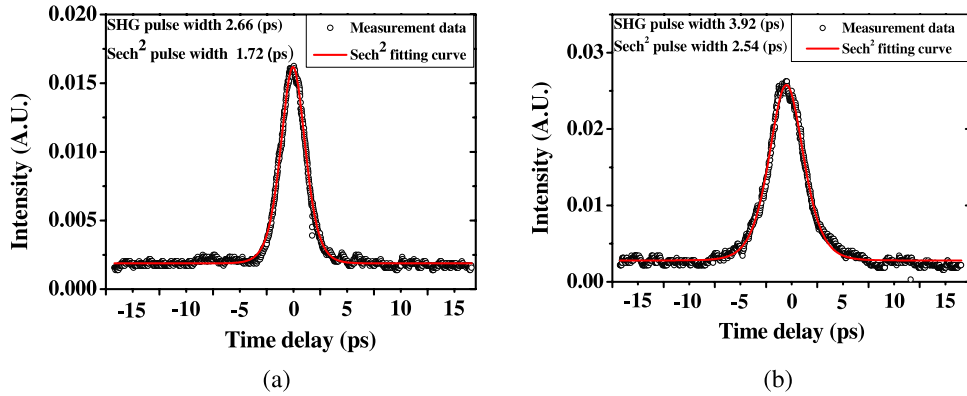 SHG pulse width 2.66 (ps)
Sech² pulse width 1.72 (ps)
Measurement data
Sech² fitting curve
0.020
0.015
0.010
0.005
0.000
Intensity (A.U.)
-15 -10 -5 0 5 10 15
Time delay (ps)
(a)
SHG pulse width 3.92 (ps)
Sech² pulse width 2.54 (ps)
Measurement data
Sech² fitting curve
0.03
0.02
0.01
0.00
Intensity (A.U.)
-15 -10 -5 0 5 10 15
Time delay (ps)
(b)